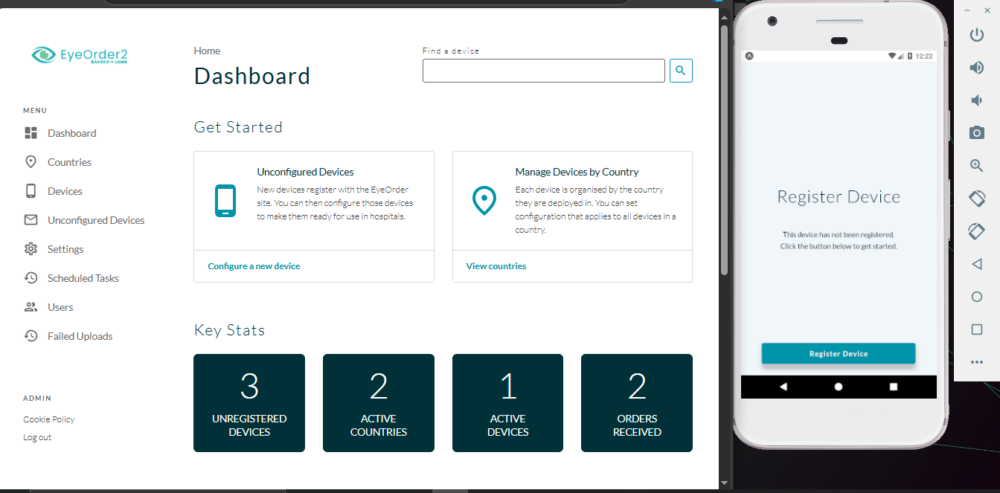 EyeOrder2
BAUSCH + LOMB
MENU
Dashboard
Countries
Devices
Unconfigured Devices
Settings
Scheduled Tasks
Users
Failed Uploads
ADMIN
Cookie Policy
Log out
Home
Dashboard
Find a device
Get Started
Unconfigured Devices
New devices register with the EyeOrder
site. You can then configure those devices
to make them ready for use in hospitals.
Configure a new device
Manage Devices by Country
Each device is organised by the country
they are deployed in. You can set
configuration that applies to all devices in a
country.
View countries
Key Stats
3
UNREGISTERED
DEVICES
2
ACTIVE
COUNTRIES
1
ACTIVE
DEVICES
2
ORDERS
RECEIVED
12:22
Register Device
This device has not been registered.
Click the button below to get started.
Register Device